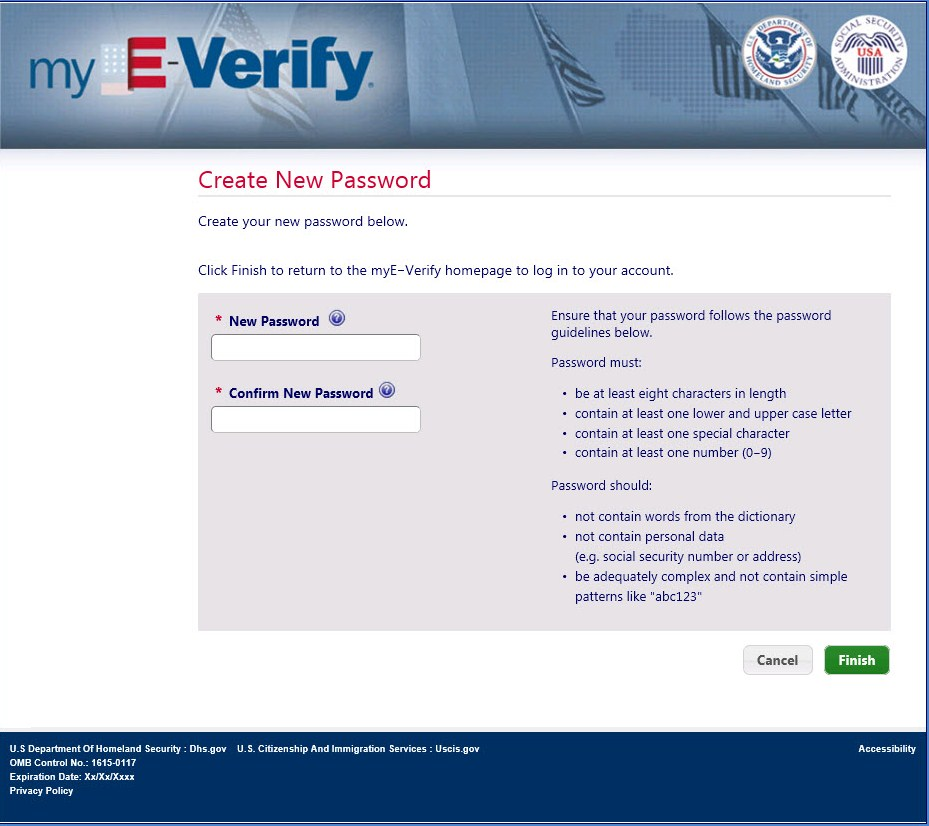 my E-Verify
U.S. DEPARTMENT OF HOMELAND SECURITY
SOCIAL SECURITY ADMINISTRATION
USA
Create New Password
Create your new password below.
Click Finish to return to the myE-Verify homepage to log in to your account.
* New Password ?
* Confirm New Password ?
Ensure that your password follows the password
guidelines below.
Password must:
• be at least eight characters in length
• contain at least one lower and upper case letter
• contain at least one special character
• contain at least one number (0-9)
Password should:
• not contain words from the dictionary
• not contain personal data
(e.g. social security number or address)
• be adequately complex and not contain simple
patterns like "abc123"
Cancel
Finish
U.S Department Of Homeland Security : Dhs.gov U.S. Citizenship And Immigration Services : Uscis.gov
Accessibility
OMB Control No.: 1615-0117
Expiration Date: Xx/Xx/Xxxx
Privacy Policy